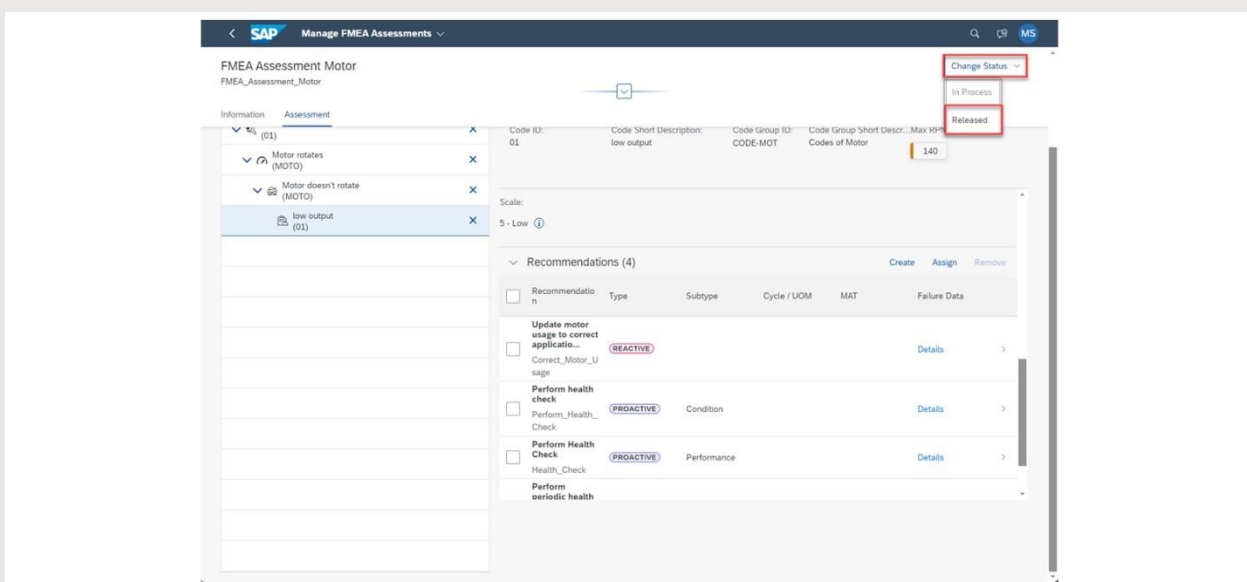 SAP Manage FMEA Assessments
MS
FMEA Assessment Motor
FMEA_Assessment_Motor
Change Status
In Process
Released
Information Assessment
(01)
Motor rotates
(MOTO)
Motor doesn't rotate
(MOTO)
low output
(01)
Code ID: Code Short Description: Code Group ID: Code Group Short Descr... Max RPN
01 low output CODE-MOT Codes of Motor 140
Scale:
5 - Low
Recommendations (4) Create Assign Remove
Recommendatio
n Type Subtype Cycle / UOM MAT Failure Data
Update motor
usage to correct
applicatio...
Correct_Motor_U
sage
REACTIVE Details
Perform health
check
Perform_Health_
Check
PROACTIVE Condition Details
Perform Health
Check
Health_Check
PROACTIVE Performance Details
Perform
periodic health